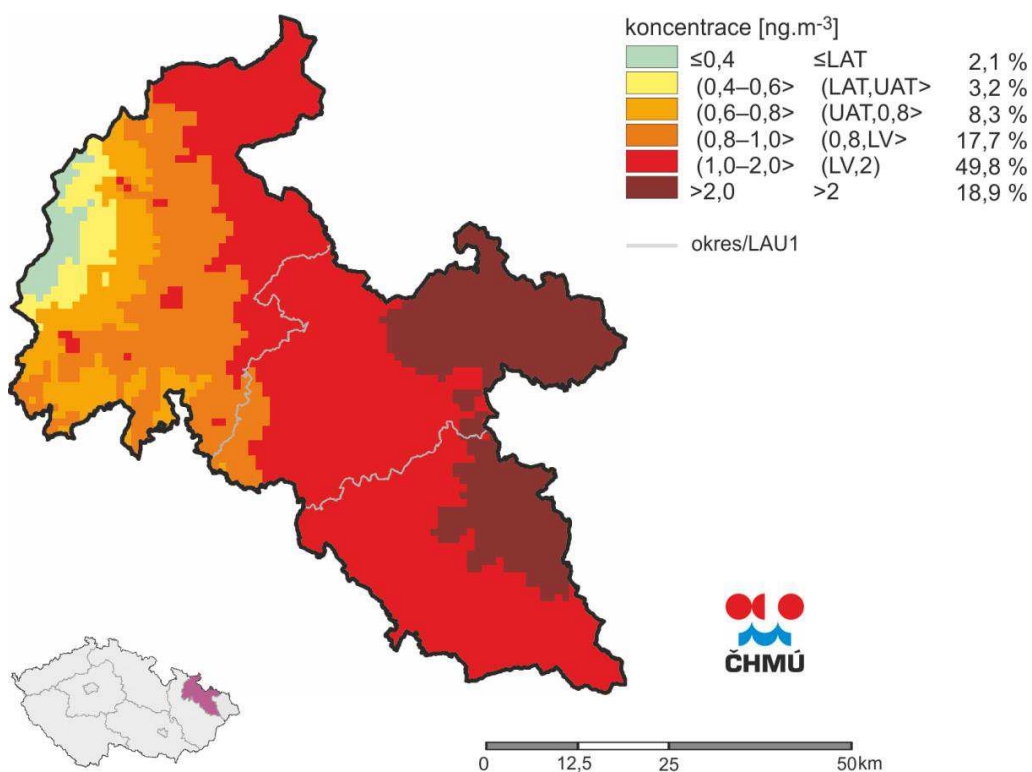 koncentrace [ng.m-3]
≤0,4 ≤LAT 2,1 %
(0,4–0,6> (LAT,UAT> 3,2 %
(0,6–0,8> (UAT,0,8> 8,3 %
(0,8–1,0> (0,8,LV> 17,7 %
(1,0–2,0> (LV,2) 49,8 %
>2,0 >2 18,9 %
okres/LAU1
ČHMÚ
0 12,5 25 50km